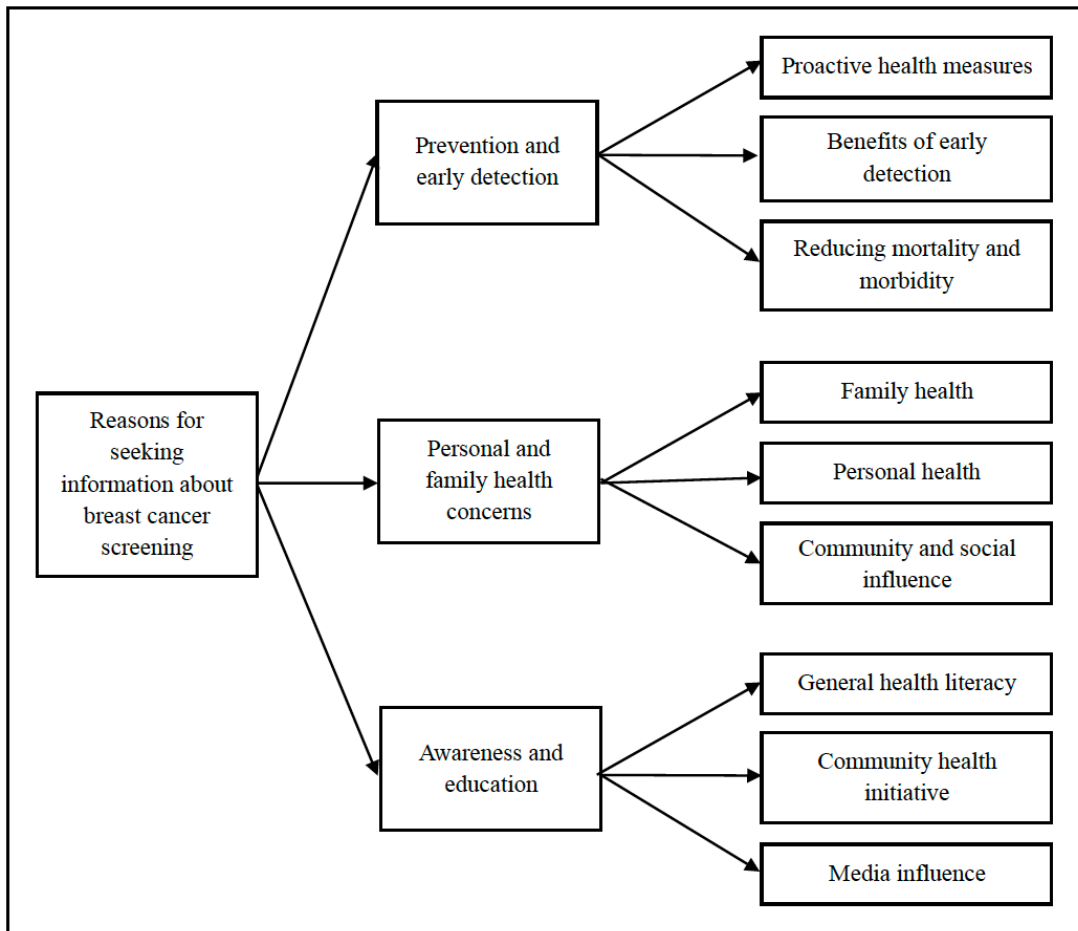 Reasons for
seeking
information about
breast cancer
screening
Prevention and
early detection
Proactive health measures
Benefits of early
detection
Reducing mortality and
morbidity
Personal and
family health
concerns
Family health
Personal health
Community and social
influence
Awareness and
education
General health literacy
Community health
initiative
Media influence